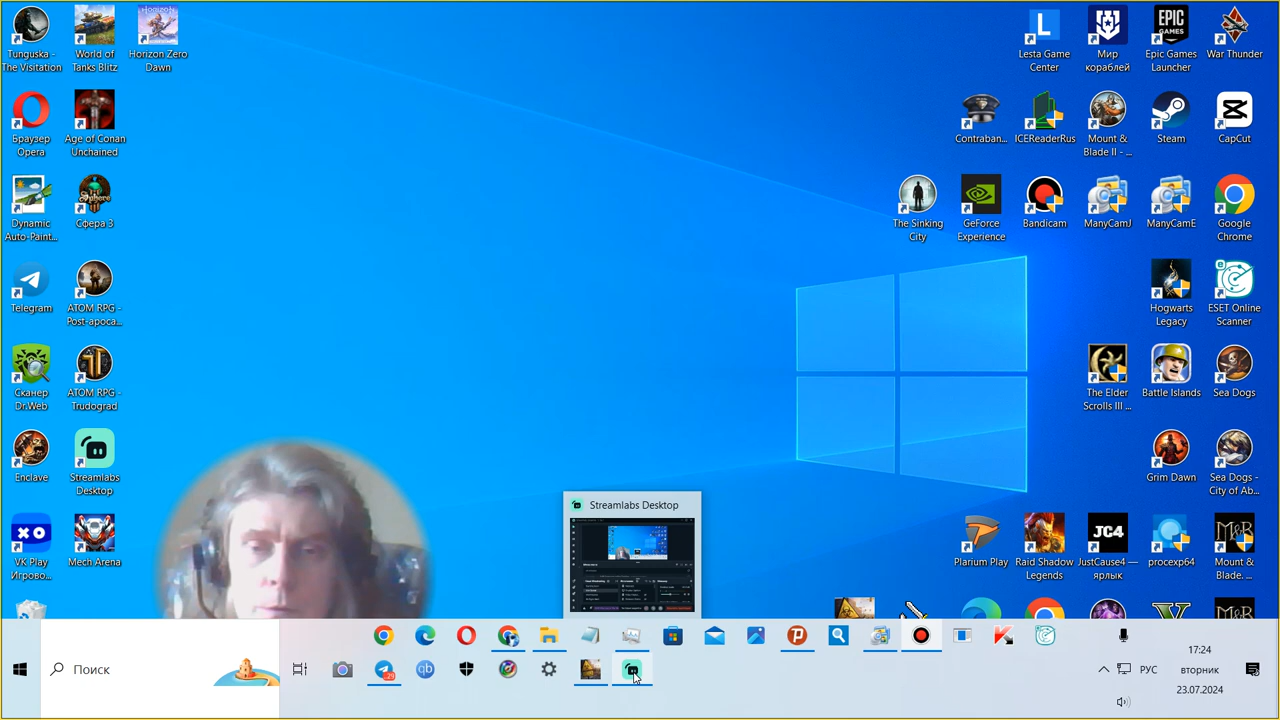 Tunguska -
The Visitation
World of
Tanks Blitz
Horizon Zero
Dawn
Lesta Game
Center
Мир
кораблей
Epic Games
Launcher
War Thunder
Браузер
Opera
Age of Conan
Unchained
Contraban...
ICEReaderRus
Mount &
Blade II - ...
Steam
CapCut
Dynamic
Auto-Paint...
Сфера 3
The Sinking
City
GeForce
Experience
Bandicam
ManyCamJ
ManyCamE
Google
Chrome
Telegram
ATOM RPG -
Post-apoca...
Hogwarts
Legacy
ESET Online
Scanner
Сканер
Dr.Web
ATOM RPG -
Trudograd
The Elder
Scrolls III ...
Battle Islands
Sea Dogs
Enclave
Streamlabs
Desktop
Grim Dawn
Sea Dogs -
City of Ab...
Streamlabs Desktop
VK Play
Игрово...
Mech Arena
Plarium Play
Raid Shadow
Legends
JC4
JustCause4 —
ярлык
procexp64
Mount &
Blade. ...
Поиск
РУС
17:24
вторник
23.07.2024